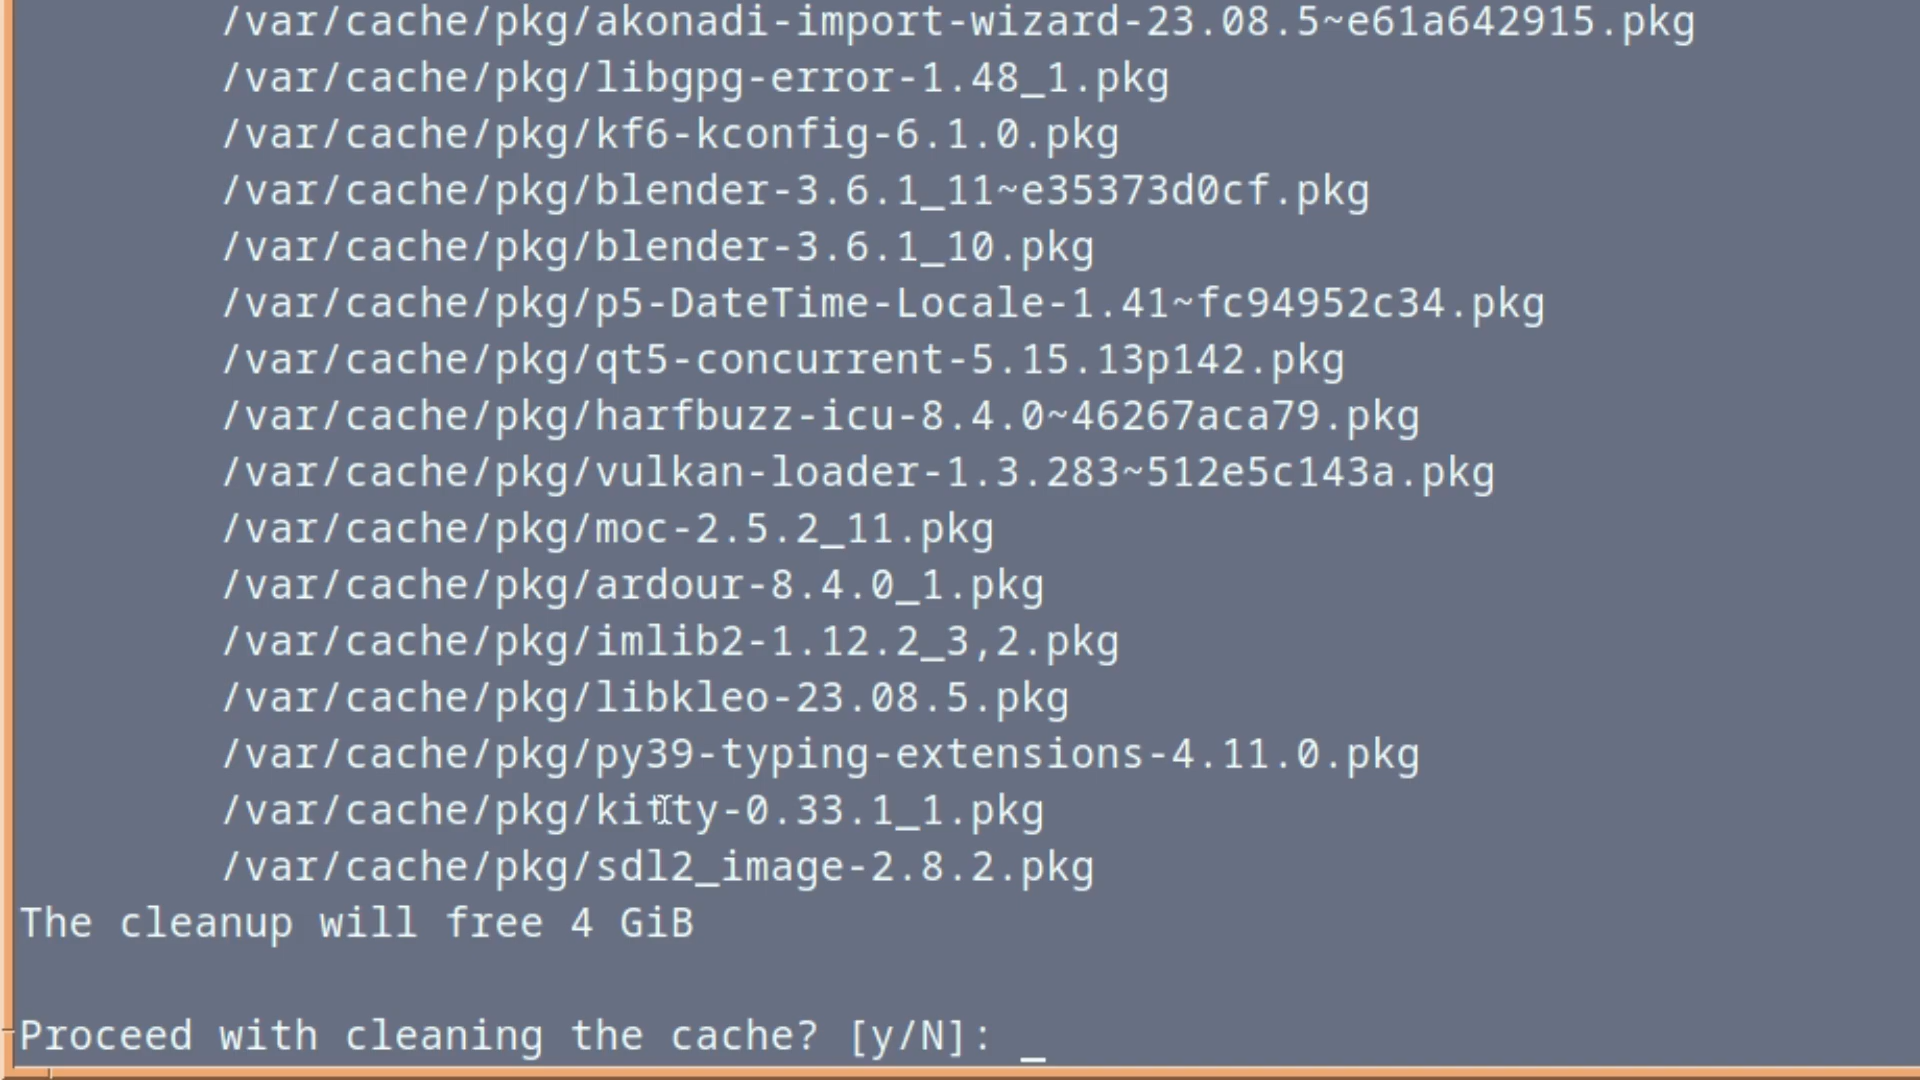 /var/cache/pkg/akonadi-import-wizard-23.08.5~e61a642915.pkg
/var/cache/pkg/libgpg-error-1.48_1.pkg
/var/cache/pkg/kf6-kconfig-6.1.0.pkg
/var/cache/pkg/blender-3.6.1_11~e35373d0cf.pkg
/var/cache/pkg/blender-3.6.1_10.pkg
/var/cache/pkg/p5-DateTime-Locale-1.41~fc94952c34.pkg
/var/cache/pkg/qt5-concurrent-5.15.13p142.pkg
/var/cache/pkg/harfbuzz-icu-8.4.0~46267aca79.pkg
/var/cache/pkg/vulkan-loader-1.3.283~512e5c143a.pkg
/var/cache/pkg/moc-2.5.2_11.pkg
/var/cache/pkg/ardour-8.4.0_1.pkg
/var/cache/pkg/imlib2-1.12.2_3,2.pkg
/var/cache/pkg/libkleo-23.08.5.pkg
/var/cache/pkg/py39-typing-extensions-4.11.0.pkg
/var/cache/pkg/kitty-0.33.1_1.pkg
/var/cache/pkg/sdl2_image-2.8.2.pkg
The cleanup will free 4 GiB
Proceed with cleaning the cache? [y/N]: _